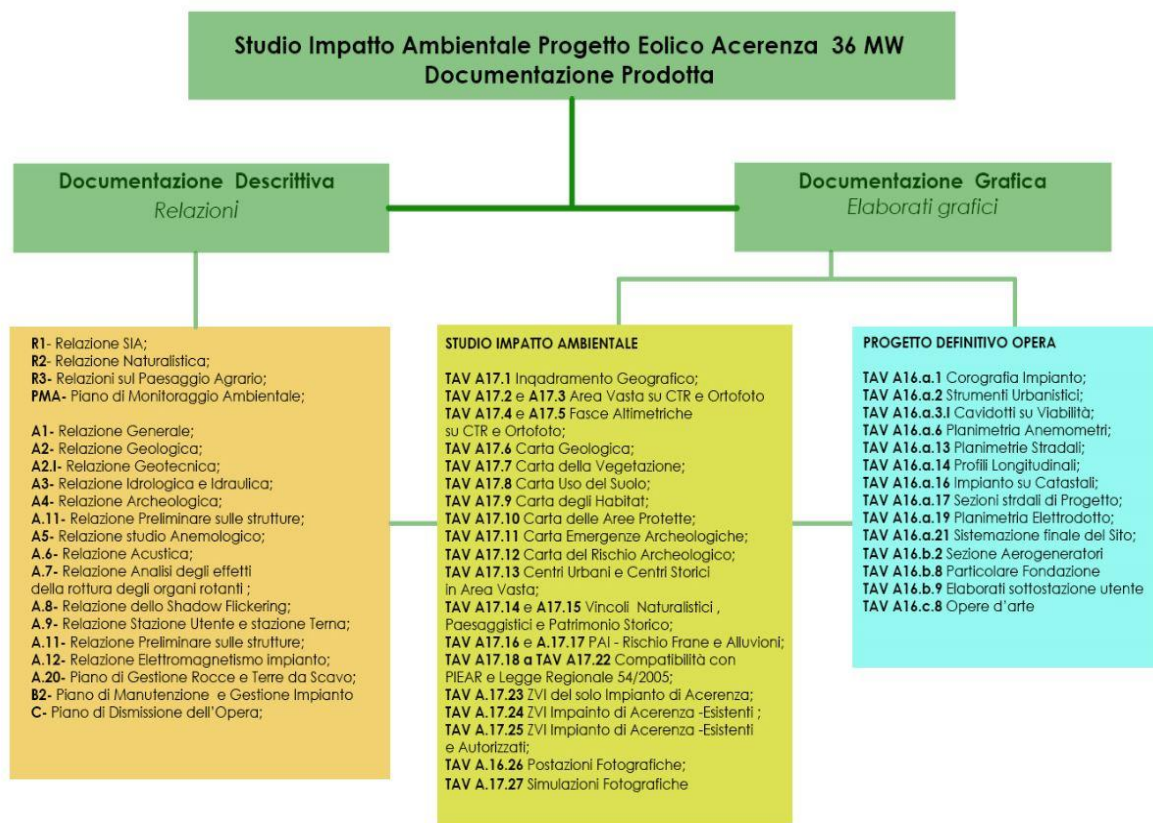 Studio Impatto Ambientale Progetto Eolico Acerenza 36 MW
Documentazione Prodotta
Documentazione Descrittiva
Relazioni
Documentazione Grafica
Elaborati grafici
R1- Relazione SIA;
R2- Relazione Naturalistica;
R3- Relazioni sul Paesaggio Agrario;
PMA- Piano di Monitoraggio Ambientale;
A1- Relazione Generale;
A2- Relazione Geologica;
A2.I- Relazione Geotecnica;
A3- Relazione Idrologica e Idraulica;
A4- Relazione Archeologica;
A.11- Relazione Preliminare sulle strutture;
A5- Relazione studio Anemologico;
A.6- Relazione Acustica;
A.7- Relazione Analisi degli effetti
della rottura degli organi rotanti ;
A.8- Relazione dello Shadow Flickering;
A.9- Relazione Stazione Utente e stazione Terna;
A.11- Relazione Preliminare sulle strutture;
A.12- Relazione Elettromagnetismo impianto;
A.20- Piano di Gestione Rocce e Terre da Scavo;
B2- Piano di Manutenzione e Gestione Impianto
C- Piano di Dismissione dell'Opera;
STUDIO IMPATTO AMBIENTALE
TAV A17.1 Inqadramento Geografico;
TAV A17.2 e A17.3 Area Vasta su CTR e Ortofoto
TAV A17.4 e A17.5 Fasce Altimetriche
su CTR e Ortofoto;
TAV A17.6 Carta Geologica;
TAV A17.7 Carta della Vegetazione;
TAV A17.8 Carta Uso del Suolo;
TAV A17.9 Carta degli Habitat;
TAV A17.10 Carta delle Aree Protette;
TAV A17.11 Carta Emergenze Archeologiche;
TAV A17.12 Carta del Rischio Archeologico;
TAV A17.13 Centri Urbani e Centri Storici
in Area Vasta;
TAV A17.14 e A17.15 Vincoli Naturalistici ,
Paesaggistici e Patrimonio Storico;
TAV A17.16 e A.17.17 PAI - Rischio Frane e Alluvioni;
TAV A17.18 a TAV A17.22 Compatibilità con
PIEAR e Legge Regionale 54/2005;
TAV A.17.23 ZVI del solo Impianto di Acerenza;
TAV A.17.24 ZVI Impainto di Acerenza -Esistenti ;
TAV A.17.25 ZVI Impianto di Acerenza -Esistenti
e Autorizzati;
TAV A.16.26 Postazioni Fotografiche;
TAV A.17.27 Simulazioni Fotografiche
PROGETTO DEFINITIVO OPERA
TAV A16.a.1 Corografia Impianto;
TAV A16.a.2 Strumenti Urbanistici;
TAV A16.a.3.I Cavidotti su Viabilità;
TAV A16.a.6 Planimetria Anemometri;
TAV A16.a.13 Planimetrie Stradali;
TAV A16.a.14 Profili Longitudinali;
TAV A16.a.16 Impianto su Catastali;
TAV A16.a.17 Sezioni strdali di Progetto;
TAV A16.a.19 Planimetria Elettrodotto;
TAV A16.a.21 Sistemazione finale del Sito;
TAV A16.b.2 Sezione Aerogeneratori
TAV A16.b.8 Particolare Fondazione
TAV A16.b.9 Elaborati sottostazione utente
TAV A16.c.8 Opere d'arte